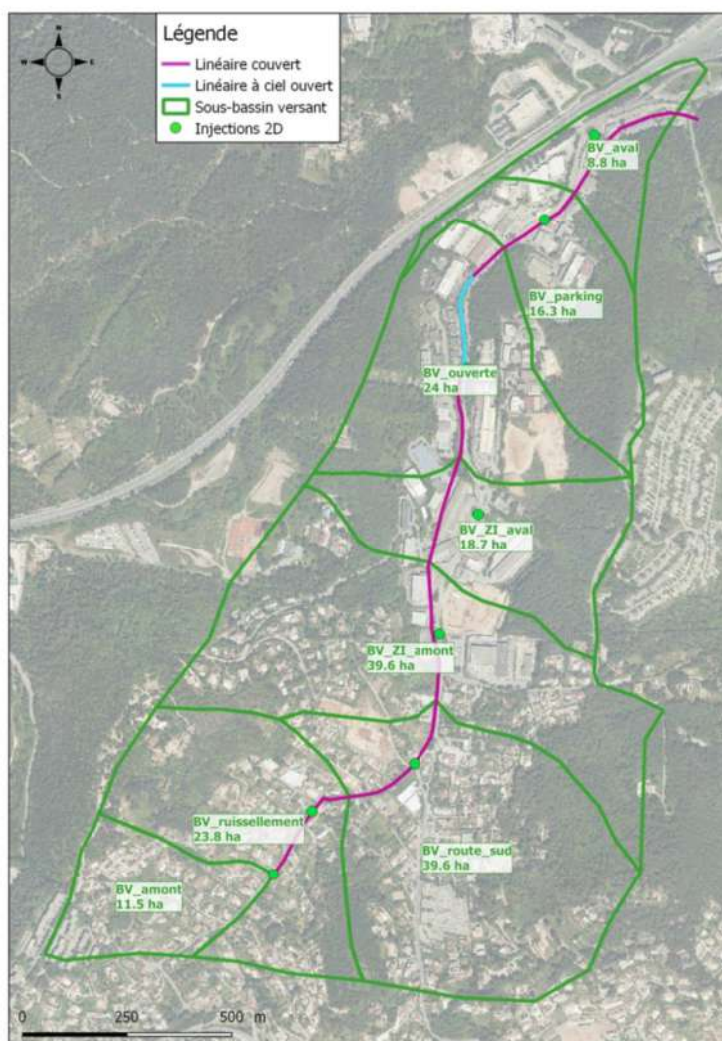 N
W
E
S
Légende
Linéaire couvert
Linéaire à ciel ouvert
Sous-bassin versant
Injections 2D
BV_aval
8.8 ha
BV_parking
16.3 ha
BV_ouverte
24 ha
BV_ZI_aval
18.7 ha
BV_ZI_amont
39.6 ha
BV_ruissellement
23.8 ha
BV_route_sud
39.6 ha
BV_amont
11.5 ha
0 250 500 m